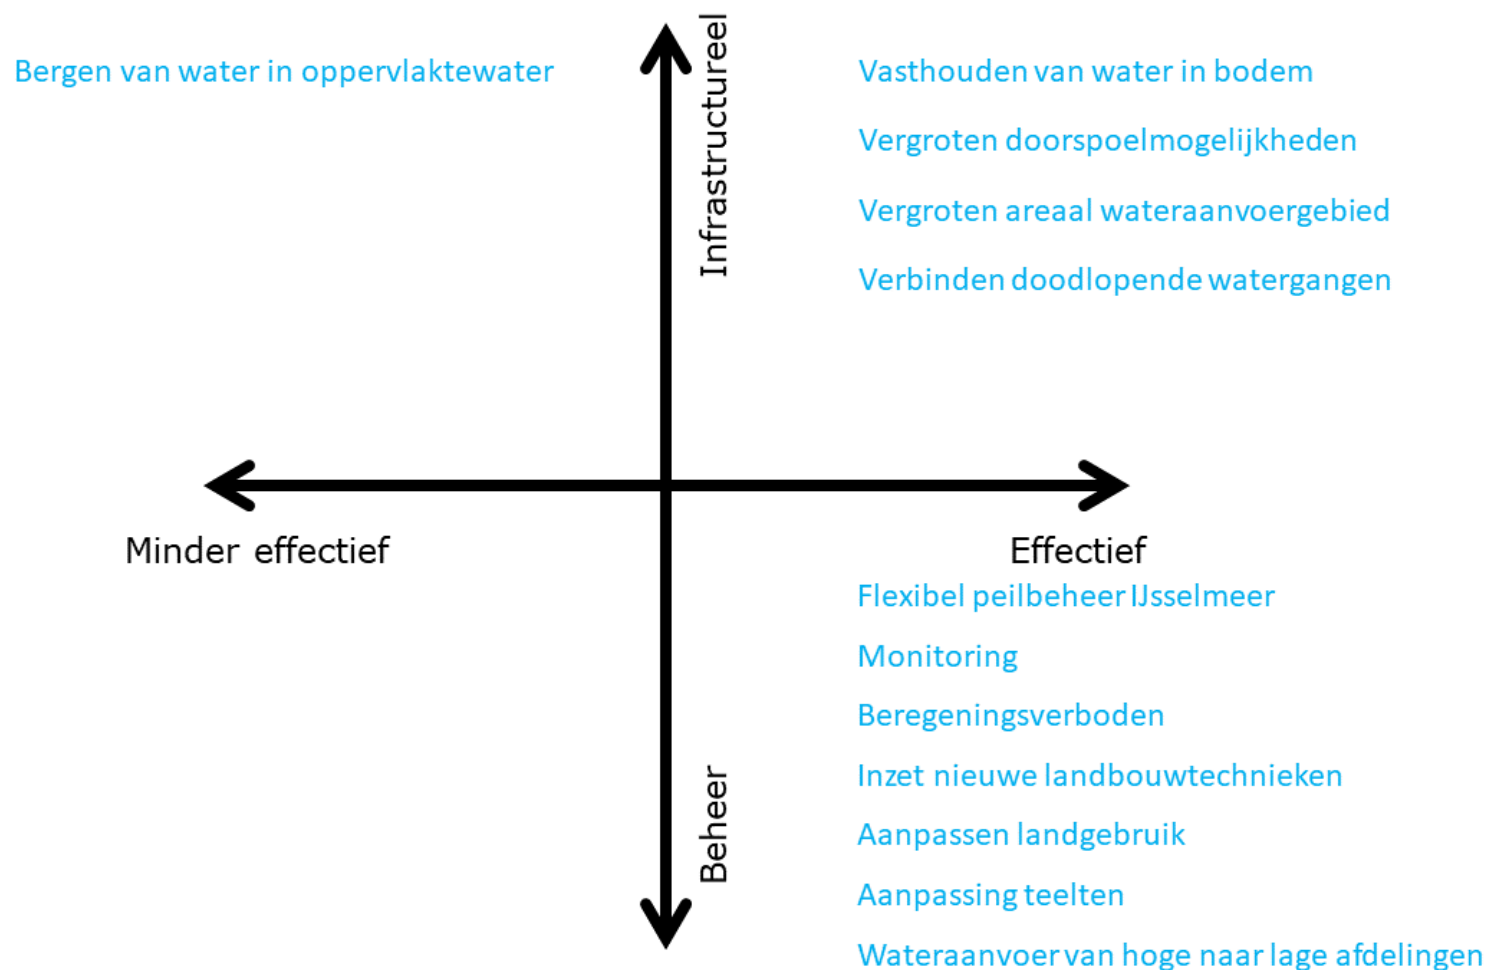 Infrastructureel
Bergen van water in oppervlaktewater
Vasthouden van water in bodem
Vergroten doorspoelmogelijkheden
Vergroten areaal wateraanvoergebied
Verbinden doodlopende watergangen
Minder effectief
Effectief
Flexibel peilbeheer IJsselmeer
Monitoring
Beregeningsverboden
Inzet nieuwe landbouwtechnieken
Beheer
Aanpassen landgebruik
Aanpassing teelten
Wateraanvoer van hoge naar lage afdelingen